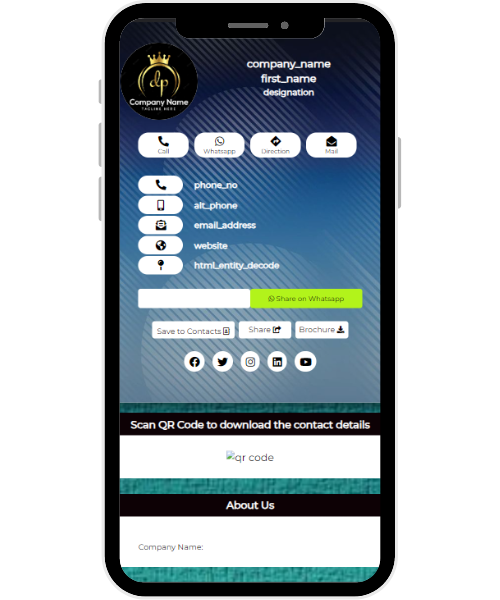 dp
Company Name
TAGLINE HERE
company_name
first_name
designation
Call
Whatsapp
Direction
Mail
phone_no
alt_phone
email_address
website
html_entity_decode
Share on Whatsapp
Save to Contacts
Share
Brochure
Scan QR Code to download the contact details
qr code
About Us
Company Name: